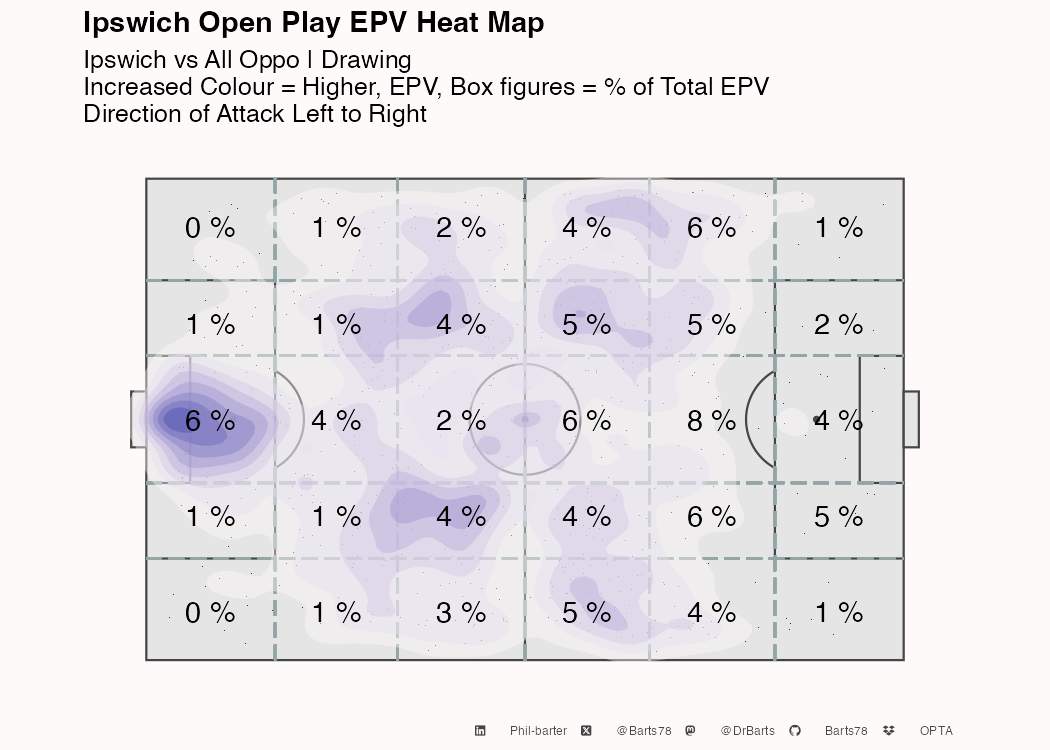 Ipswich Open Play EPV Heat Map
Ipswich vs All Oppo | Drawing
Increased Colour = Higher, EPV, Box figures = % of Total EPV
Direction of Attack Left to Right
0 % 1 % 2 % 4 % 6 % 1 %
1 % 1 % 4 % 5 % 5 % 2 %
6 % 4 % 2 % 6 % 8 % 4 %
1 % 1 % 4 % 4 % 6 % 5 %
0 % 1 % 3 % 5 % 4 % 1 %
Phil-barter @Barts78 @DrBarts Barts78 OPTA